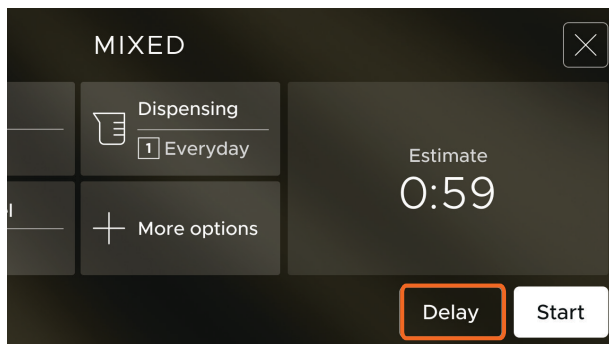 MIXED
Dispensing
1 Everyday
More options
Estimate
0:59
Delay
Start